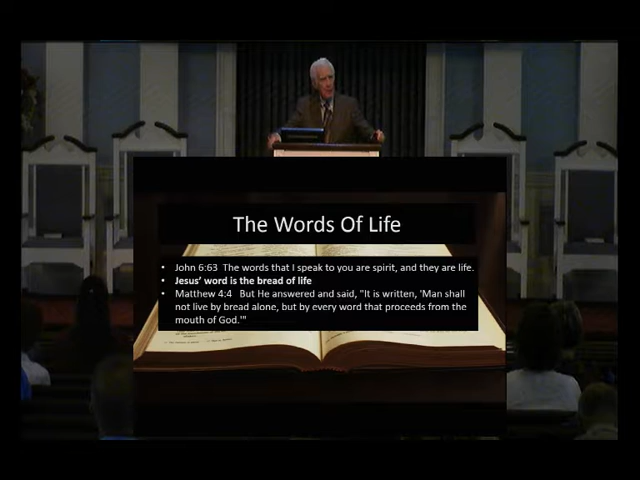 The Words Of Life
• John 6:63 The words that I speak to you are spirit, and they are life.
• Jesus' word is the bread of life
• Matthew 4:4 But He answered and said, "It is written, 'Man shall
not live by bread alone, but by every word that proceeds from the
mouth of God.'"